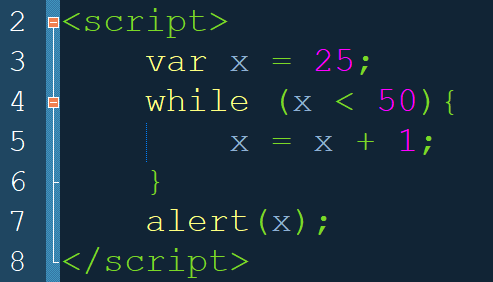 2 <script>
3 var x = 25;
4 while (x < 50){
5 x = x + 1;
6 }
7 alert(x);
8 </script>